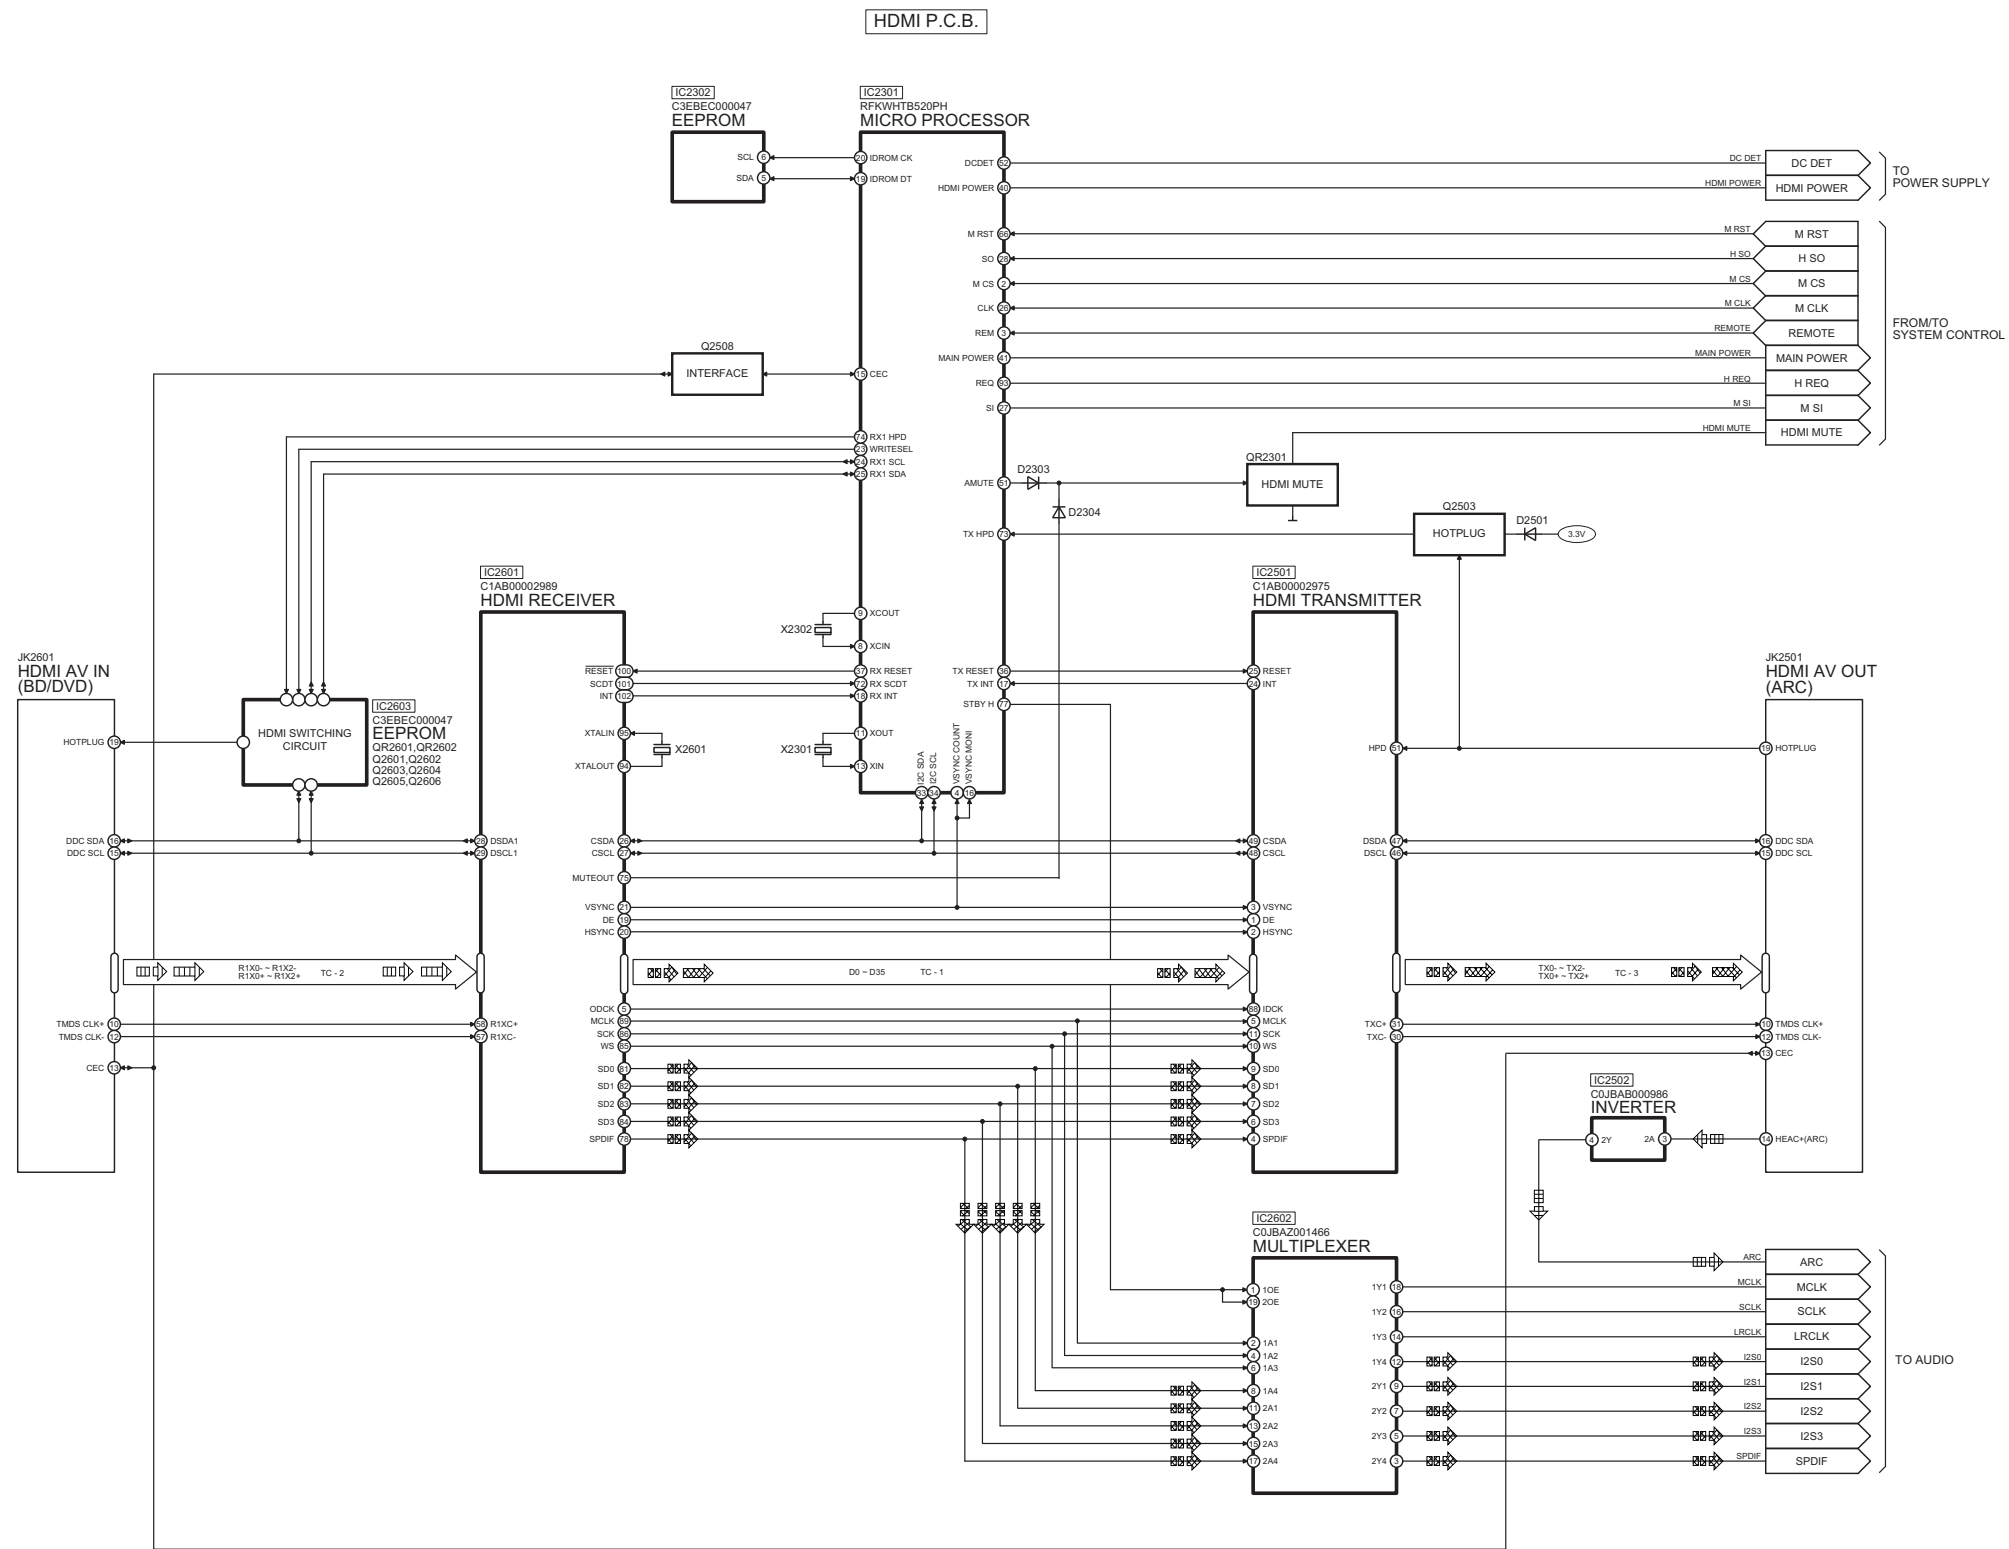 HDMI P.C.B.
IC2302
C3EBEC000047
EEPROM
SCL 6
SDA 5
IC2301
RFKWHTB520PH
MICRO PROCESSOR
20 IDROM CK
19 IDROM DT
15 CEC
74 RX1 HPD
23 WRITESEL
24 RX1 SCL
25 RX1 SDA
9 XCOUT
8 XCIN
37 RX RESET
72 RX SCDT
18 RX INT
11 XOUT
13 XIN
DCDET 52
HDMI POWER 40
M RST 66
SO 28
M CS 2
CLK 26
REM 3
MAIN POWER 41
REQ 93
SI 27
AMUTE 51
TX HPD 73
TX RESET 36
TX INT 17
STBY H 77
I2C SDA 33
I2C SCL 34
VSYNC COUNT 4
VSYNC MONI 16
X2302
X2301
DC DET
DC DET
HDMI POWER
HDMI POWER
TO
POWER SUPPLY
M RST
M RST
H SO
H SO
M CS
M CS
M CLK
M CLK
REMOTE
REMOTE
MAIN POWER
MAIN POWER
H REQ
H REQ
M SI
M SI
HDMI MUTE
HDMI MUTE
FROM/TO
SYSTEM CONTROL
Q2508
INTERFACE
D2303
D2304
QR2301
HDMI MUTE
Q2503
HOTPLUG
D2501
3.3V
JK2601
HDMI AV IN
(BD/DVD)
HOTPLUG 19
DDC SDA 16
DDC SCL 15
TMDS CLK+ 10
TMDS CLK- 12
CEC 13
HDMI SWITCHING
CIRCUIT
IC2603
C3EBEC000047
EEPROM
QR2601,QR2602
Q2601,Q2602
Q2603,Q2604
Q2605,Q2606
R1X0- ~ R1X2-
R1X0+ ~ R1X2+
TC - 2
IC2601
C1AB00002989
HDMI RECEIVER
28 DSDA1
29 DSCL1
58 R1XC+
57 R1XC-
RESET 100
SCDT 101
INT 102
XTALIN 95
XTALOUT 94
X2601
CSDA 26
CSCL 27
MUTEOUT 75
VSYNC 21
DE 19
HSYNC 20
ODCK 5
MCLK 89
SCK 86
WS 85
SD0 81
SD1 82
SD2 83
SD3 84
SPDIF 78
D0 ~ D35
TC - 1
IC2501
C1AB00002975
HDMI TRANSMITTER
25 RESET
24 INT
49 CSDA
48 CSCL
3 VSYNC
1 DE
2 HSYNC
88 IDCK
5 MCLK
11 SCK
10 WS
9 SD0
8 SD1
7 SD2
6 SD3
4 SPDIF
HPD 51
DSDA 47
DSCL 46
TXC+ 31
TXC- 30
TX0- ~ TX2-
TX0+ ~ TX2+
TC - 3
JK2501
HDMI AV OUT
(ARC)
19 HOTPLUG
16 DDC SDA
15 DDC SCL
10 TMDS CLK+
12 TMDS CLK-
13 CEC
14 HEAC+(ARC)
IC2502
C0JBAB000986
INVERTER
4 2Y
2A 3
IC2602
C0JBAZ001466
MULTIPLEXER
1 1OE
19 2OE
2 1A1
4 1A2
6 1A3
8 1A4
11 2A1
13 2A2
15 2A3
17 2A4
1Y1 18
1Y2 16
1Y3 14
1Y4 12
2Y1 9
2Y2 7
2Y3 5
2Y4 3
ARC
ARC
MCLK
MCLK
SCLK
SCLK
LRCLK
LRCLK
I2S0
I2S0
I2S1
I2S1
I2S2
I2S2
I2S3
I2S3
SPDIF
SPDIF
TO AUDIO